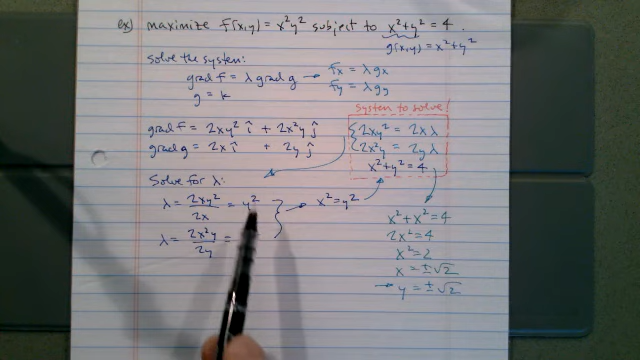 ex) maximize f(x,y) = x²y² subject to x²+y² = 4.
g(x,y) = x²+y²
solve the system:
grad f = λ grad g → fx = λ gx
g = k fy = λ gy
system to solve!
grad f = 2xy² î + 2x²y ĵ
grad g = 2x î + 2y ĵ
2xy² = 2xλ
2x²y = 2yλ
x²+y² = 4
Solve for λ:
λ = 2xy²/2x = y²
λ = 2x²y/2y =
x² = y²
x² + x² = 4
2x² = 4
x² = 2
x = ±√2
→ y = ±√2